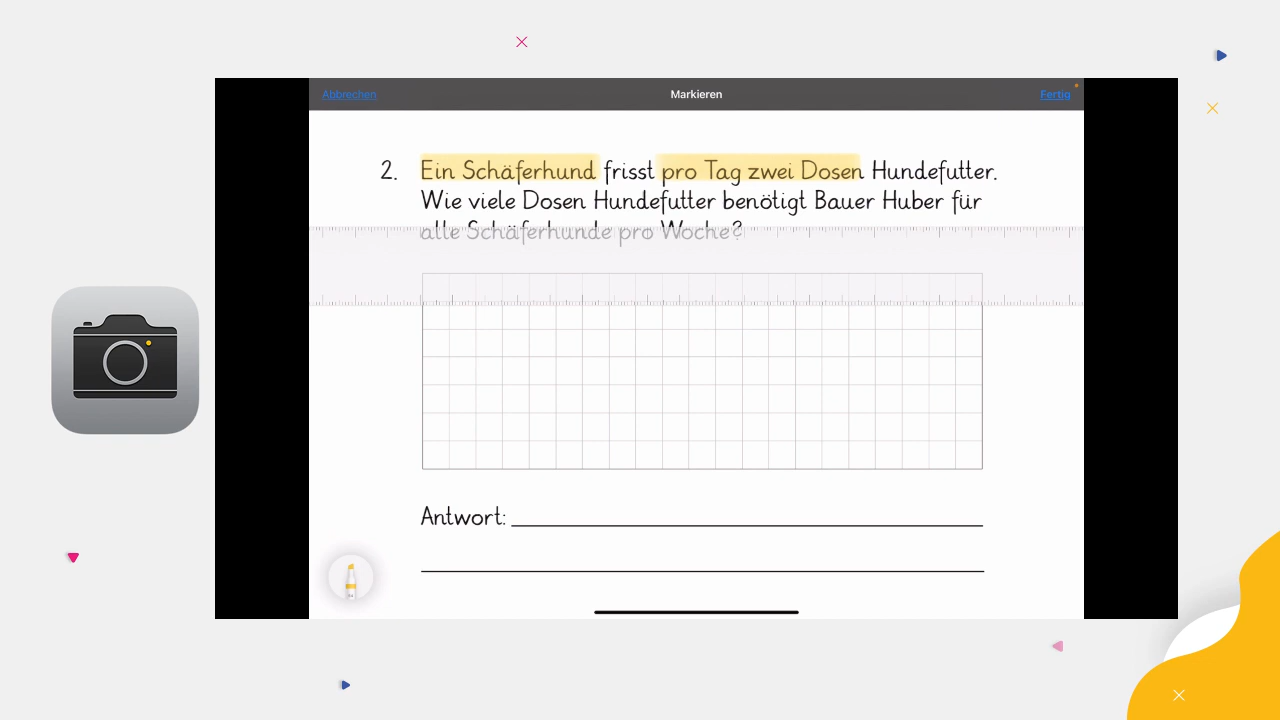 Abbrechen Markieren Fertig
2. Ein Schäferhund frisst pro Tag zwei Dosen Hundefutter.
Wie viele Dosen Hundefutter benötigt Bauer Huber für
alle Schäferhunde pro Woche?
Antwort: